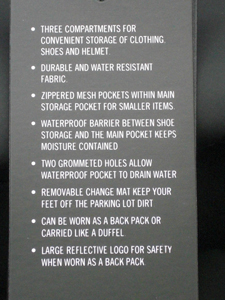 • THREE COMPARTMENTS FOR
CONVENIENT STORAGE OF CLOTHING,
SHOES AND HELMET.
• DURABLE AND WATER RESISTANT
FABRIC.
• ZIPPERED MESH POCKETS WITHIN MAIN
STORAGE POCKET FOR SMALLER ITEMS.
• WATERPROOF BARRIER BETWEEN SHOE
STORAGE AND THE MAIN POCKET KEEPS
MOISTURE CONTAINED
• TWO GROMMETED HOLES ALLOW
WATERPROOF POCKET TO DRAIN WATER
• REMOVABLE CHANGE MAT KEEP YOUR
FEET OFF THE PARKING LOT DIRT
• CAN BE WORN AS A BACK PACK OR
CARRIED LIKE A DUFFEL
• LARGE REFLECTIVE LOGO FOR SAFETY
WHEN WORN AS A BACK PACK